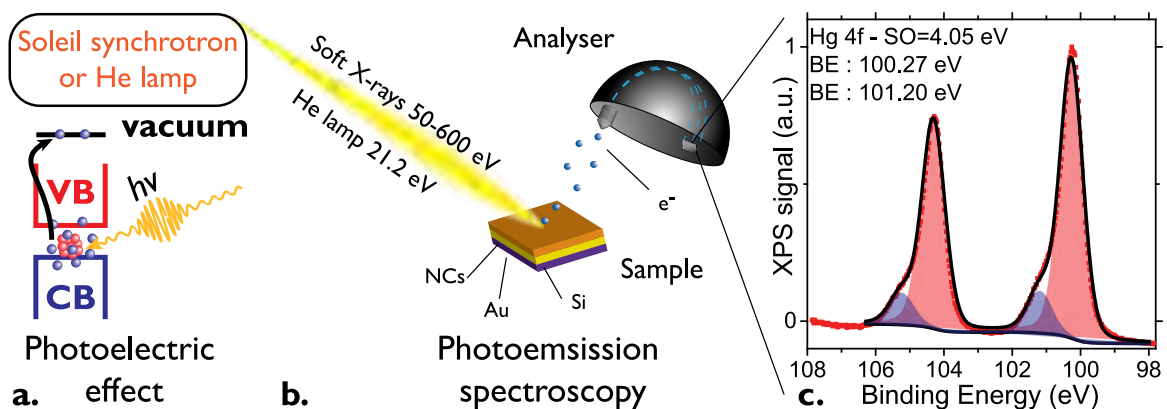 Soleil synchrotron
or He lamp
vacuum
VB
hν
CB
Photoelectric
effect
a.
Soft X-rays 50-600 eV
He lamp 21.2 eV
Analyser
e⁻
NCs
Au
Si
Sample
Photoemsission
spectroscopy
b.
Hg 4f - SO=4.05 eV
BE : 100.27 eV
BE : 101.20 eV
XPS signal (a.u.)
1
0
108 106 104 102 100 98
Binding Energy (eV)
c.